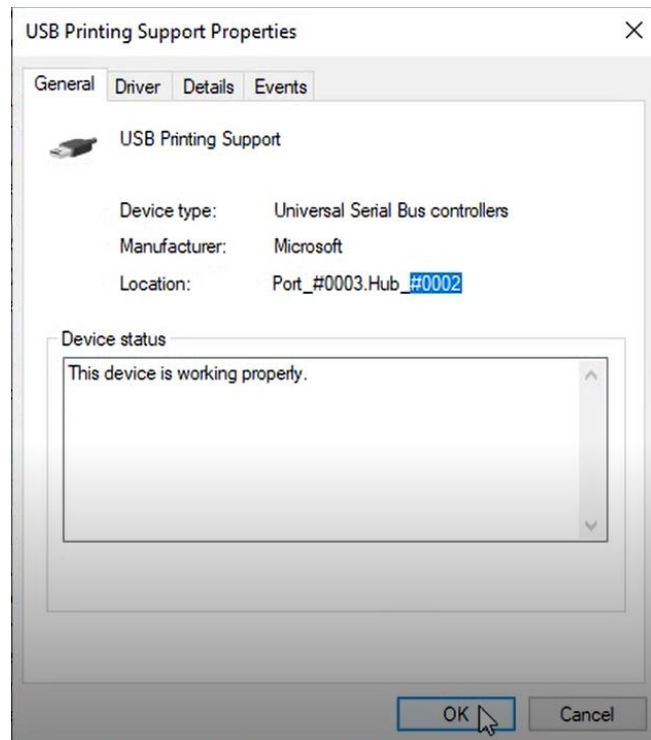 USB Printing Support Properties
General Driver Details Events
USB Printing Support
Device type: Universal Serial Bus controllers
Manufacturer: Microsoft
Location: Port_#0003.Hub_#0002
Device status
This device is working properly.
OK Cancel